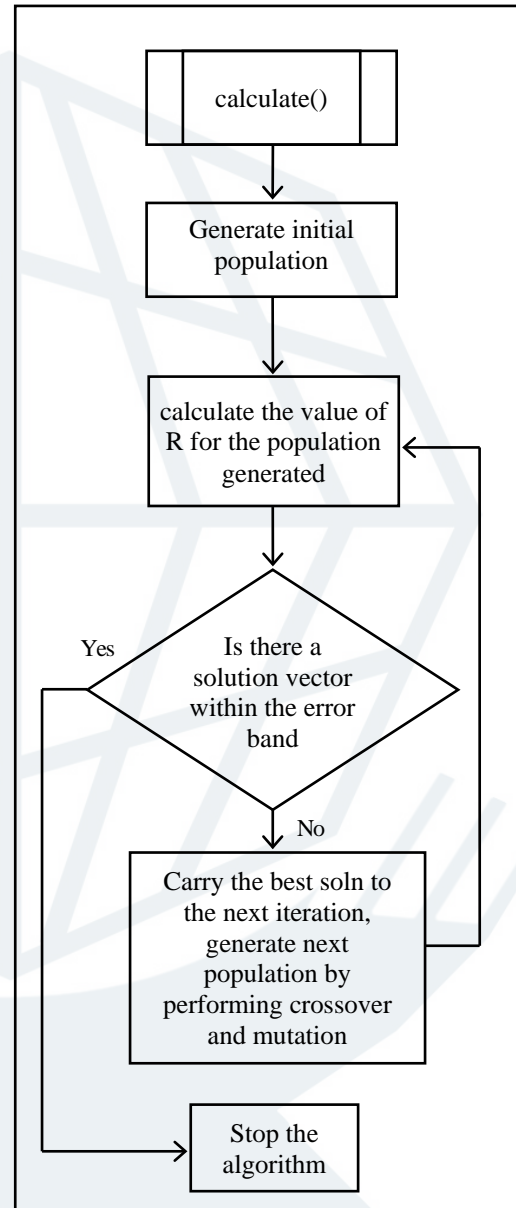 calculate()
Generate initial
population
calculate the value of
R for the population
generated
Yes
Is there a
solution vector
within the error
band
No
Carry the best soln to
the next iteration,
generate next
population by
performing crossover
and mutation
Stop the
algorithm